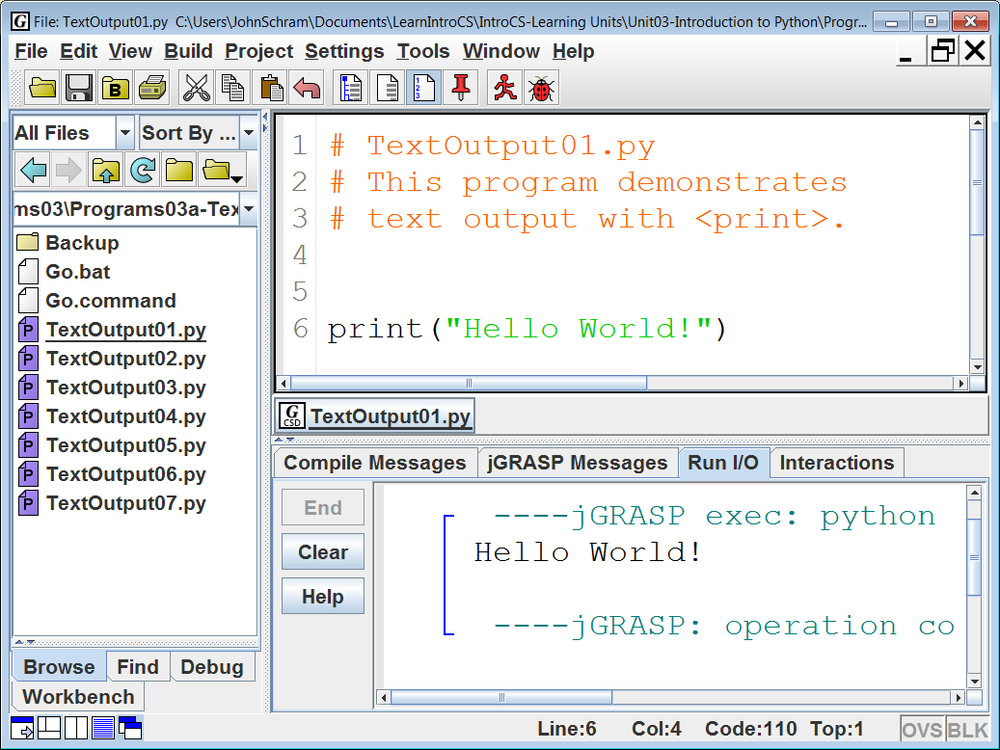 File: TextOutput01.py C:\Users\JohnSchram\Documents\LearnIntroCS\IntroCS-Learning Units\Unit03-Introduction to Python\Progr...
File Edit View Build Project Settings Tools Window Help
All Files Sort By ...
ms03\Programs03a-Tex
Backup
Go.bat
Go.command
TextOutput01.py
TextOutput02.py
TextOutput03.py
TextOutput04.py
TextOutput05.py
TextOutput06.py
TextOutput07.py
Browse Find Debug
Workbench
1 # TextOutput01.py
2 # This program demonstrates
3 # text output with <print>.
4
5
6 print("Hello World!")
G CSD TextOutput01.py
Compile Messages jGRASP Messages Run I/O Interactions
End
Clear
Help
----jGRASP exec: python
Hello World!
----jGRASP: operation co
Line:6 Col:4 Code:110 Top:1 OVS BLK